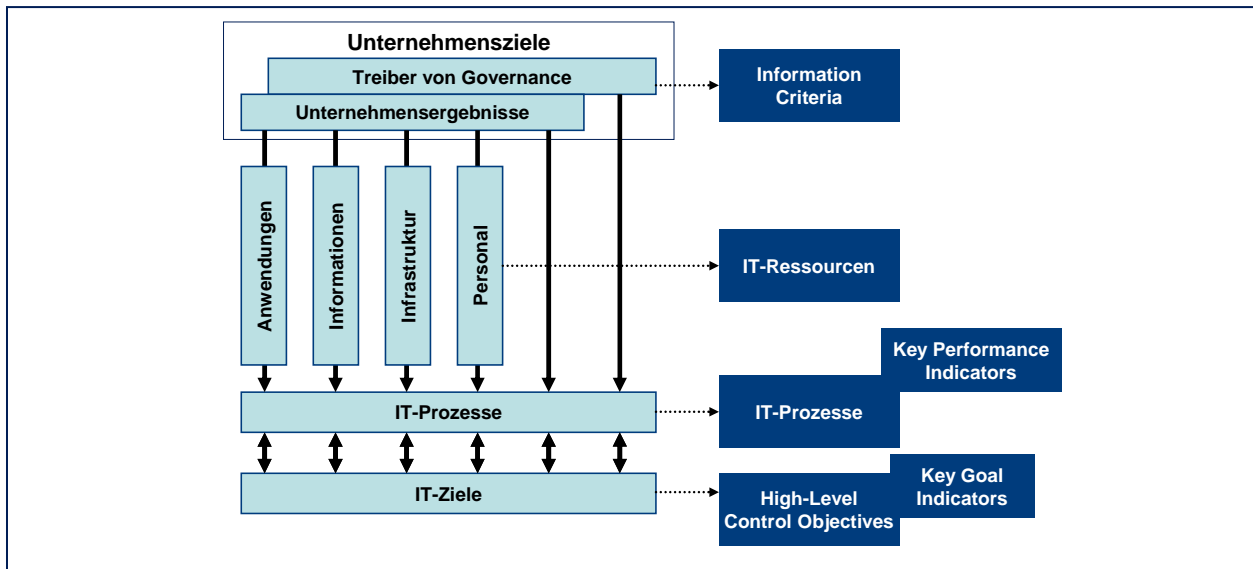 Unternehmensziele
Treiber von Governance
Unternehmensergebnisse
Information
Criteria
Anwendungen
Informationen
Infrastruktur
Personal
IT-Ressourcen
Key Performance
Indicators
IT-Prozesse
IT-Prozesse
Key Goal
Indicators
IT-Ziele
High-Level
Control Objectives